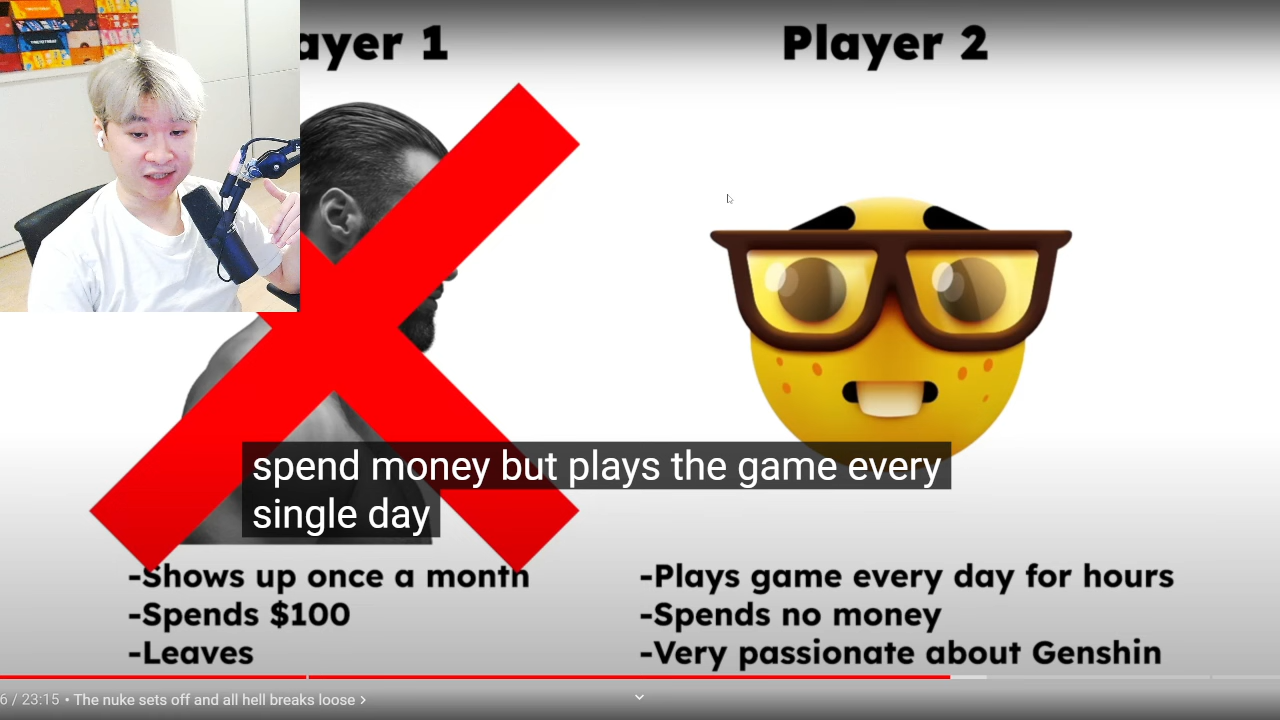 ayer 1
Player 2
spend money but plays the game every
single day
-Shows up once a month
-Spends $100
-Leaves
-Plays game every day for hours
-Spends no money
-Very passionate about Genshin
6 / 23:15 • The nuke sets off and all hell breaks loose >